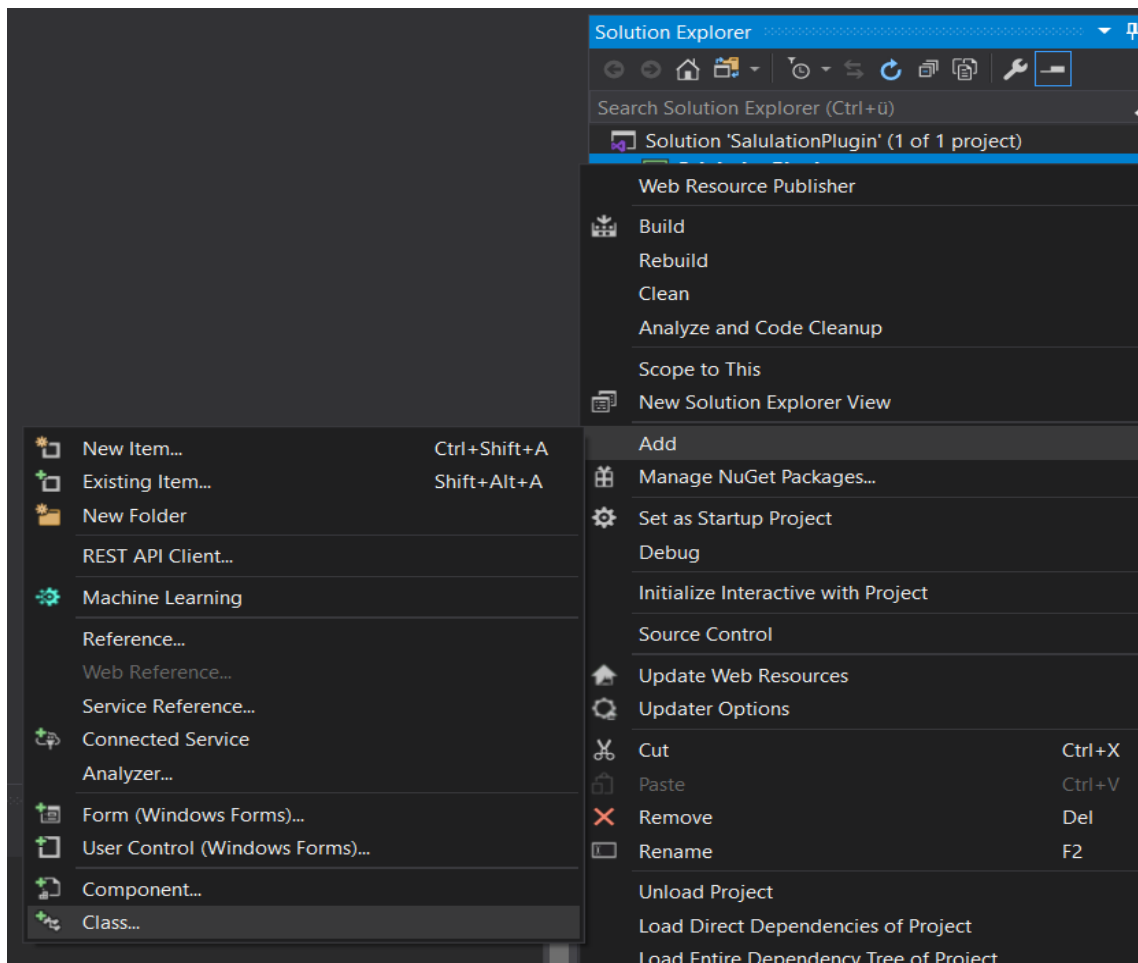 Solution Explorer
Search Solution Explorer (Ctrl+ü)
Solution 'SalulationPlugin' (1 of 1 project)
Web Resource Publisher
Build
Rebuild
Clean
Analyze and Code Cleanup
Scope to This
New Solution Explorer View
Add
Manage NuGet Packages...
Set as Startup Project
Debug
Initialize Interactive with Project
Source Control
Update Web Resources
Updater Options
Cut Ctrl+X
Paste Ctrl+V
Remove Del
Rename F2
Unload Project
Load Direct Dependencies of Project
Load Entire Dependency Tree of Project
New Item... Ctrl+Shift+A
Existing Item... Shift+Alt+A
New Folder
REST API Client...
Machine Learning
Reference...
Web Reference...
Service Reference...
Connected Service
Analyzer...
Form (Windows Forms)...
User Control (Windows Forms)...
Component...
Class...